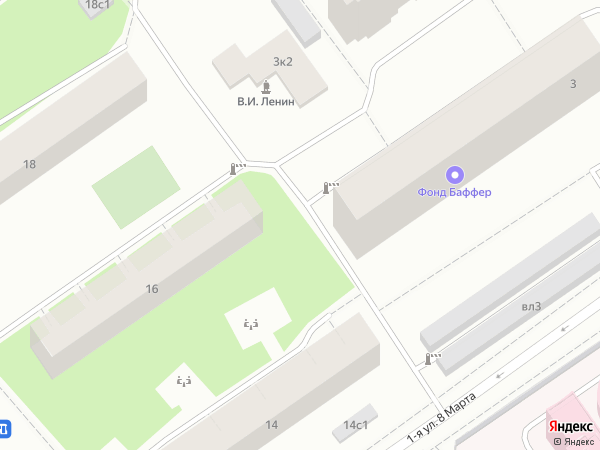 18с1
3к2
В.И. Ленин
3
18
Фонд Баффер
16
вл3
14
14с1
1-я ул. 8 Марта
Яндекс
© Яндекс